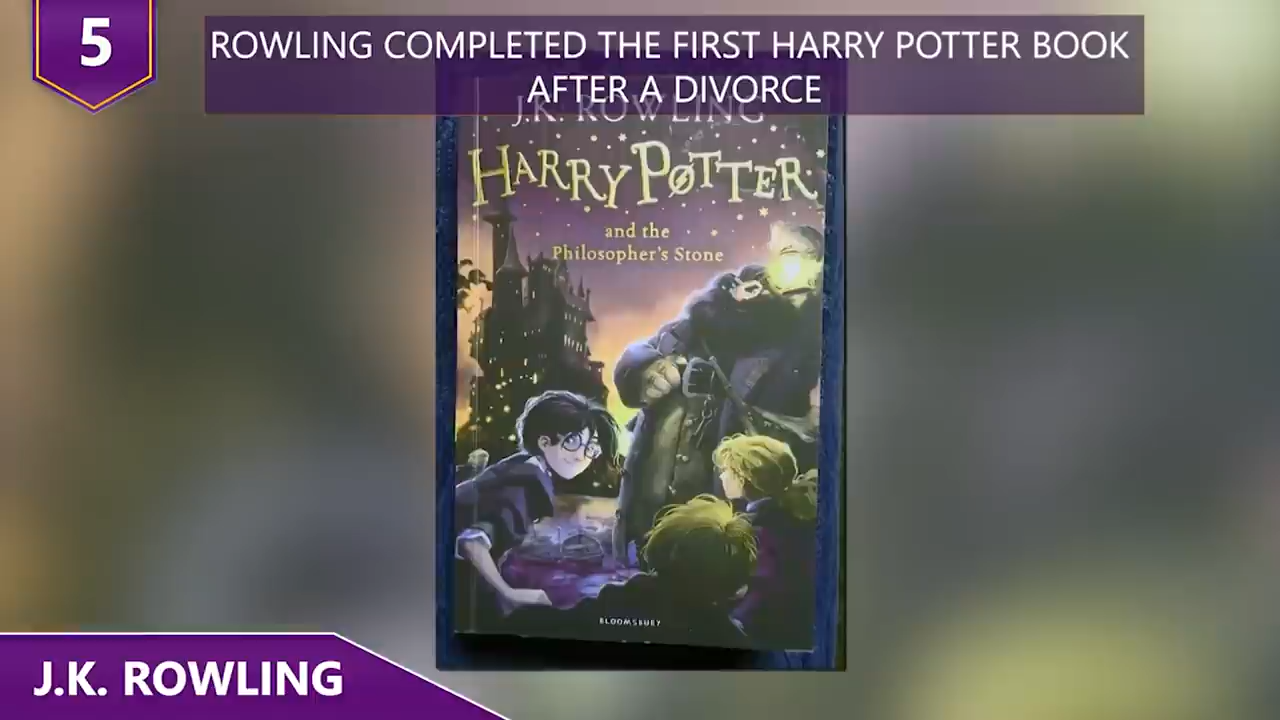 5
ROWLING COMPLETED THE FIRST HARRY POTTER BOOK
AFTER A DIVORCE
J.K. ROWLING
HARRY POTTER
and the
Philosopher's Stone
BLOOMSBURY
J.K. ROWLING